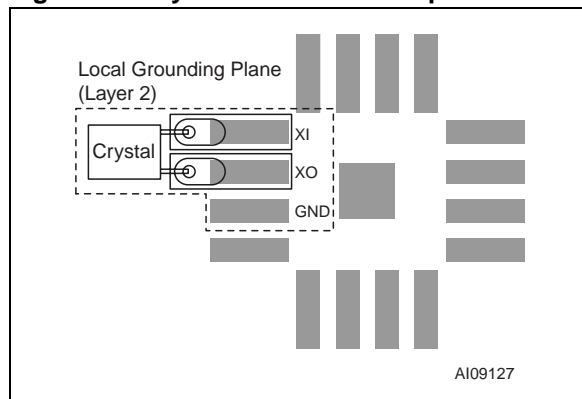 Local Grounding Plane
(Layer 2)
Crystal
XI
XO
GND
AI09127